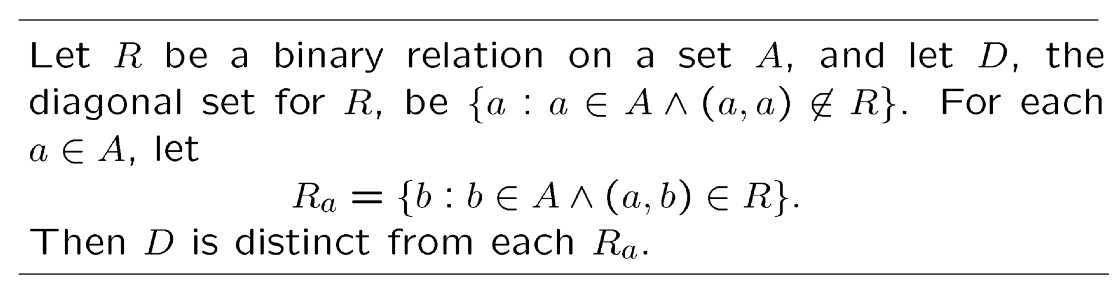 Let R be a binary relation on a set A, and let D, the
diagonal set for R, be {a : a ∈ A ∧ (a, a) ∉ R}. For each
a ∈ A, let
R_a = {b : b ∈ A ∧ (a, b) ∈ R}.
Then D is distinct from each R_a.